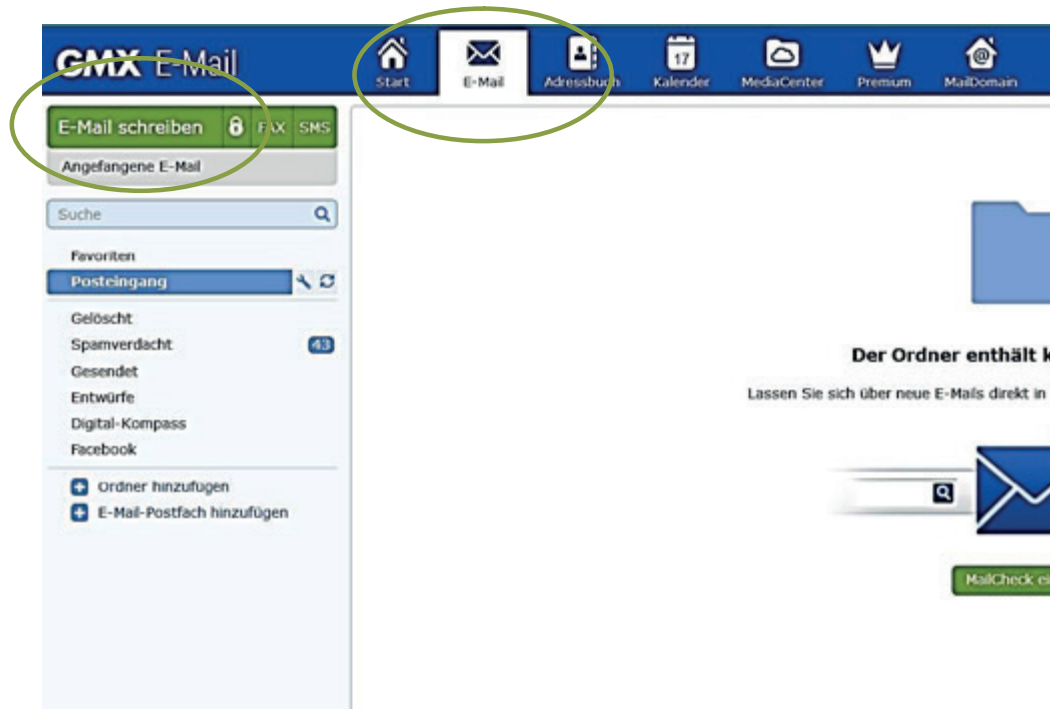 GMX E-Mail
Start
E-Mail
Adressbuch
17
Kalender
MediaCenter
Premium
@
MailDomain
E-Mail schreiben FAX SMS
Angefangene E-Mail
Suche
Favoriten
Posteingang
Gelöscht
Spamverdacht 43
Gesendet
Entwürfe
Digital-Kompass
Facebook
Ordner hinzufügen
E-Mail-Postfach hinzufügen
Der Ordner enthält k
Lassen Sie sich über neue E-Mails direkt in
MailCheck ei